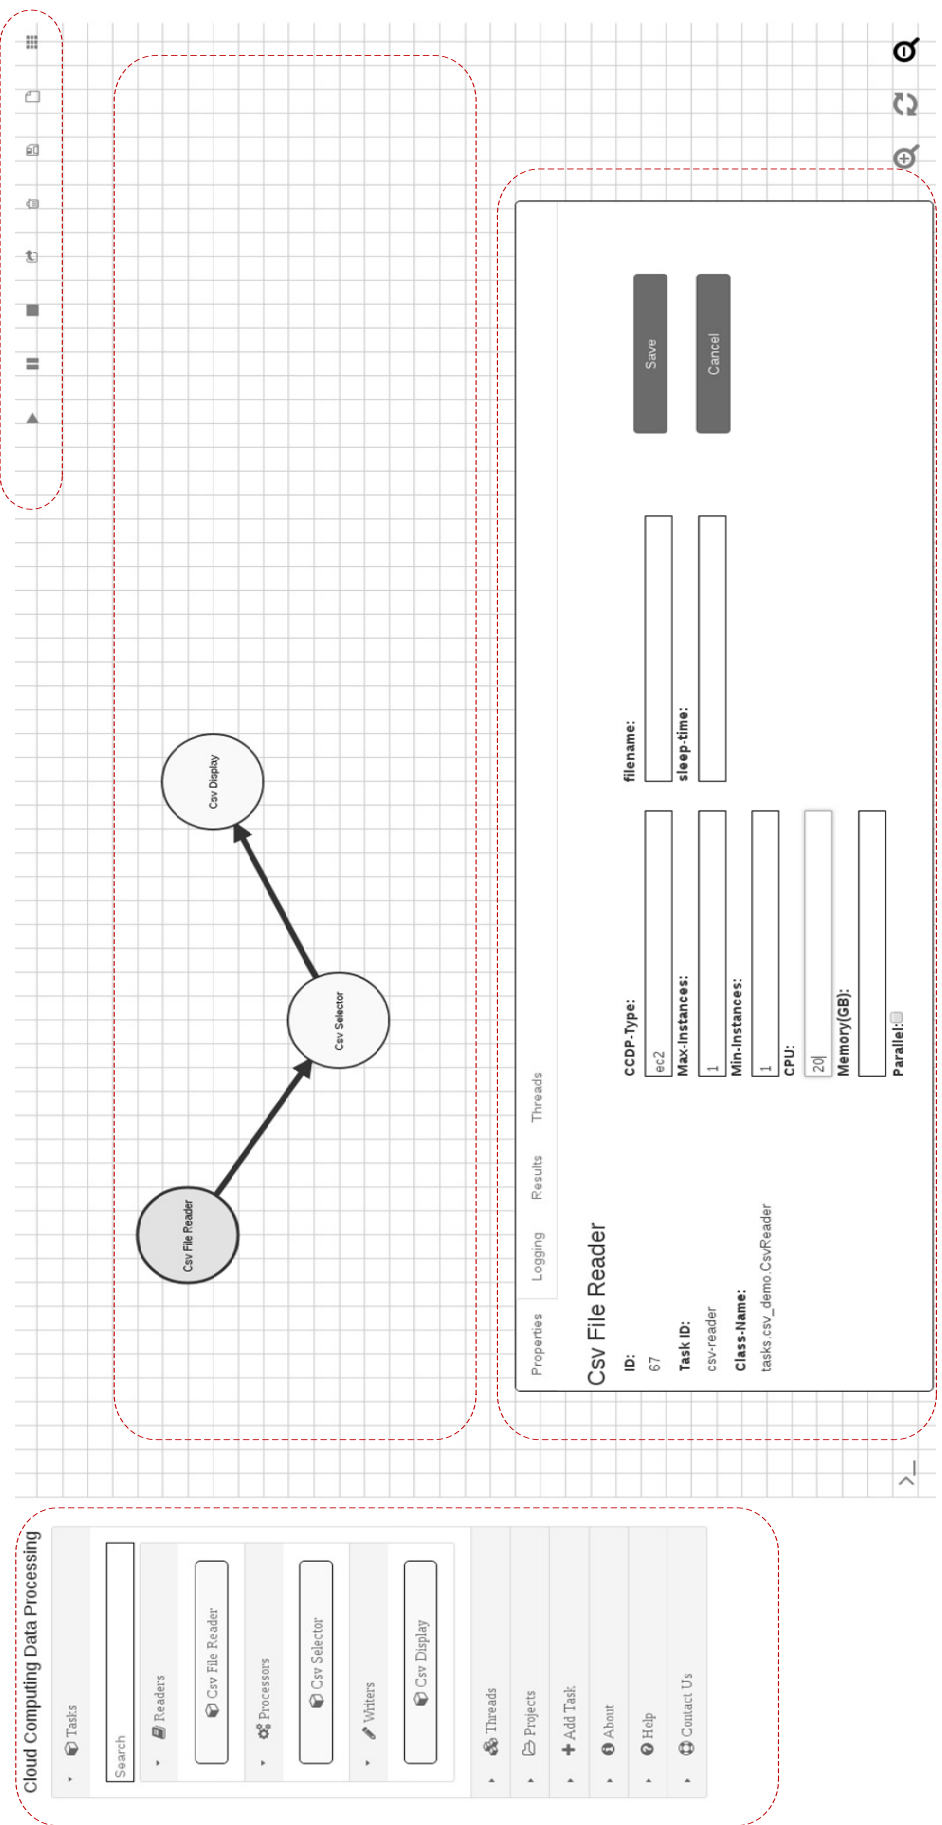 Cloud Computing Data Processing
Tasks
Search
Readers
Csv File Reader
Processors
Csv Selector
Writers
Csv Display
Threads
Projects
Add Task
About
Help
Contact Us
Csv File Reader
Csv Selector
Csv Display
>_
Properties Logging Results Threads
Csv File Reader
ID:
67
Task ID:
csv-reader
Class-Name:
tasks.csv_demo.CsvReader
CCDP-Type:
ec2
Max-Instances:
1
Min-Instances:
1
CPU:
20
Memory(GB):
Parallel:
filename:
sleep-time:
Save
Cancel